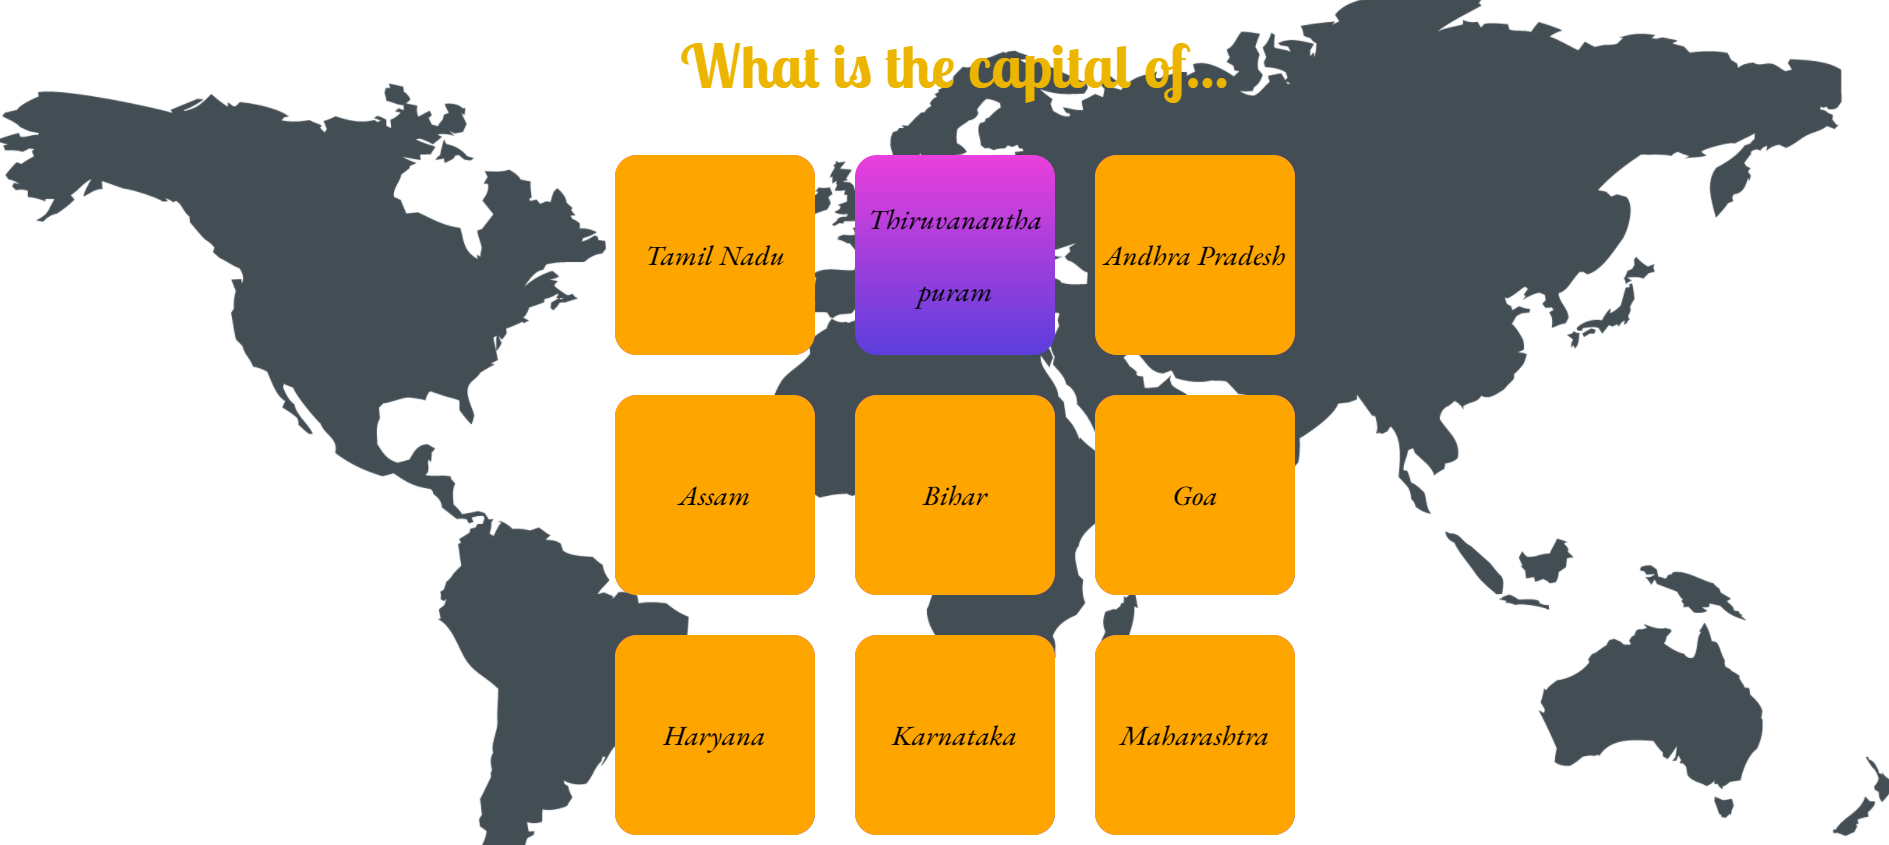 What is the capital of...
Tamil Nadu
Thiruvanantha
puram
Andhra Pradesh
Assam
Bihar
Goa
Haryana
Karnataka
Maharashtra